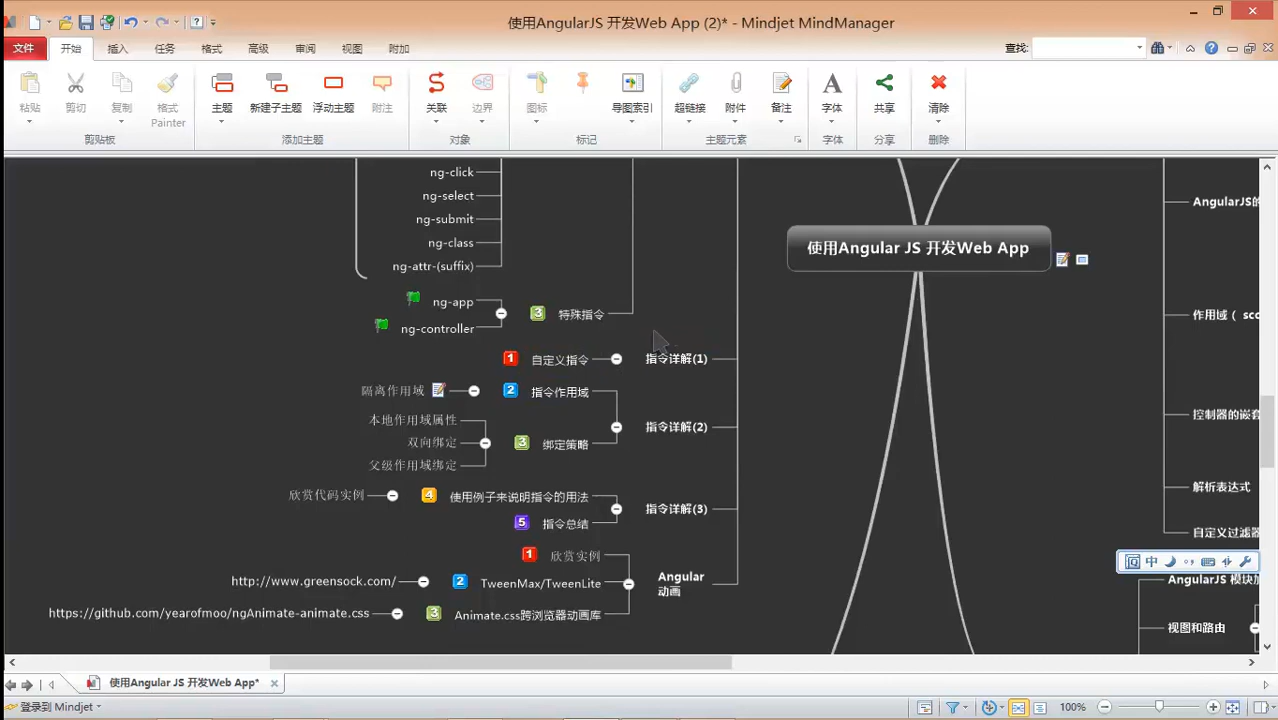 使用AngularJS 开发Web App (2)* - Mindjet MindManager
文件 开始 插入 任务 格式 高级 审阅 视图 附加
查找:
粘贴 剪切 复制 格式 Painter
主题 新建子主题 浮动主题 附注
关联 边界 图标 导图索引
超链接 附件 备注 字体 共享 清除
剪贴板 添加主题 对象 标记 主题元素 字体 分享 删除
ng-click
ng-select
ng-submit
ng-class
ng-attr-(suffix)
ng-app
ng-controller
3 特殊指令
1 自定义指令
指令详解(1)
隔离作用域
2 指令作用域
本地作用域属性
双向绑定
父级作用域绑定
3 绑定策略
指令详解(2)
欣赏代码实例
4 使用例子来说明指令的用法
5 指令总结
指令详解(3)
1 欣赏实例
http://www.greensock.com/
2 TweenMax/TweenLite
https://github.com/yearofmoo/ngAnimate-animate.css
3 Animate.css跨浏览器动画库
Angular
动画
使用Angular JS 开发Web App
AngularJS的
作用域（ sco
控制器的嵌套
解析表达式
自定义过滤器
中
AngularJS 模块加
视图和路由
使用Angular JS 开发Web App*
登录到 Mindjet
100%